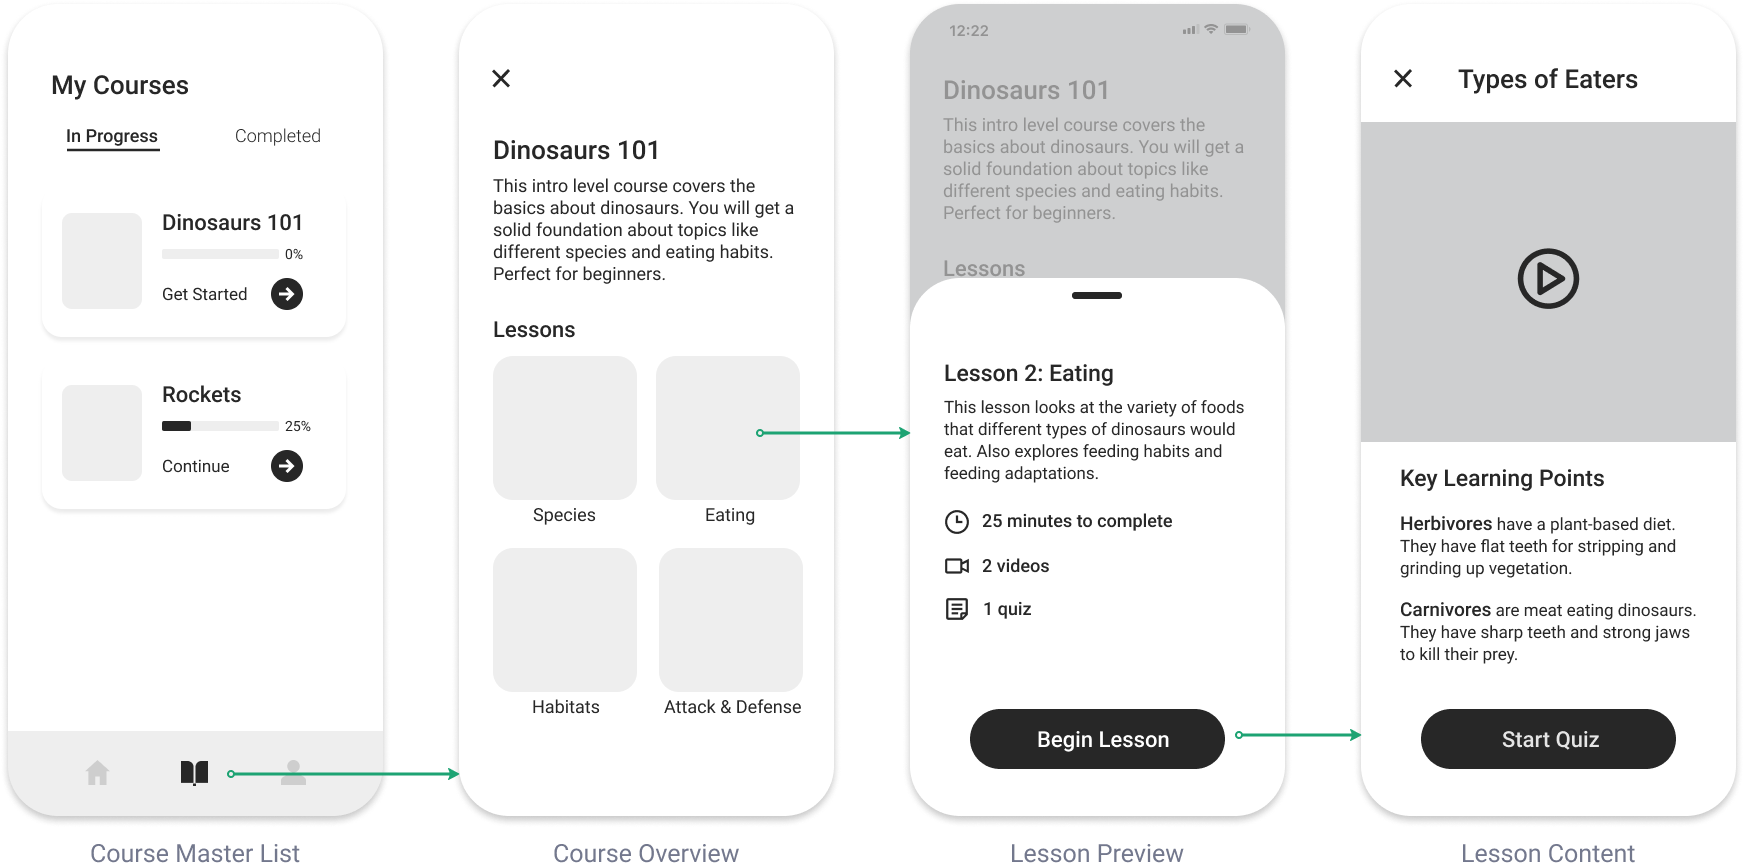 My Courses
In Progress
Completed
Dinosaurs 101
0%
Get Started
Rockets
25%
Continue
Course Master List
Dinosaurs 101
This intro level course covers the
basics about dinosaurs. You will get a
solid foundation about topics like
different species and eating habits.
Perfect for beginners.
Lessons
Species
Eating
Habitats
Attack & Defense
Course Overview
12:22
Dinosaurs 101
This intro level course covers the
basics about dinosaurs. You will get a
solid foundation about topics like
different species and eating habits.
Perfect for beginners.
Lessons
Lesson 2: Eating
This lesson looks at the variety of foods
that different types of dinosaurs would
eat. Also explores feeding habits and
feeding adaptations.
25 minutes to complete
2 videos
1 quiz
Begin Lesson
Lesson Preview
Types of Eaters
Key Learning Points
Herbivores have a plant-based diet.
They have flat teeth for stripping and
grinding up vegetation.
Carnivores are meat eating dinosaurs.
They have sharp teeth and strong jaws
to kill their prey.
Start Quiz
Lesson Content